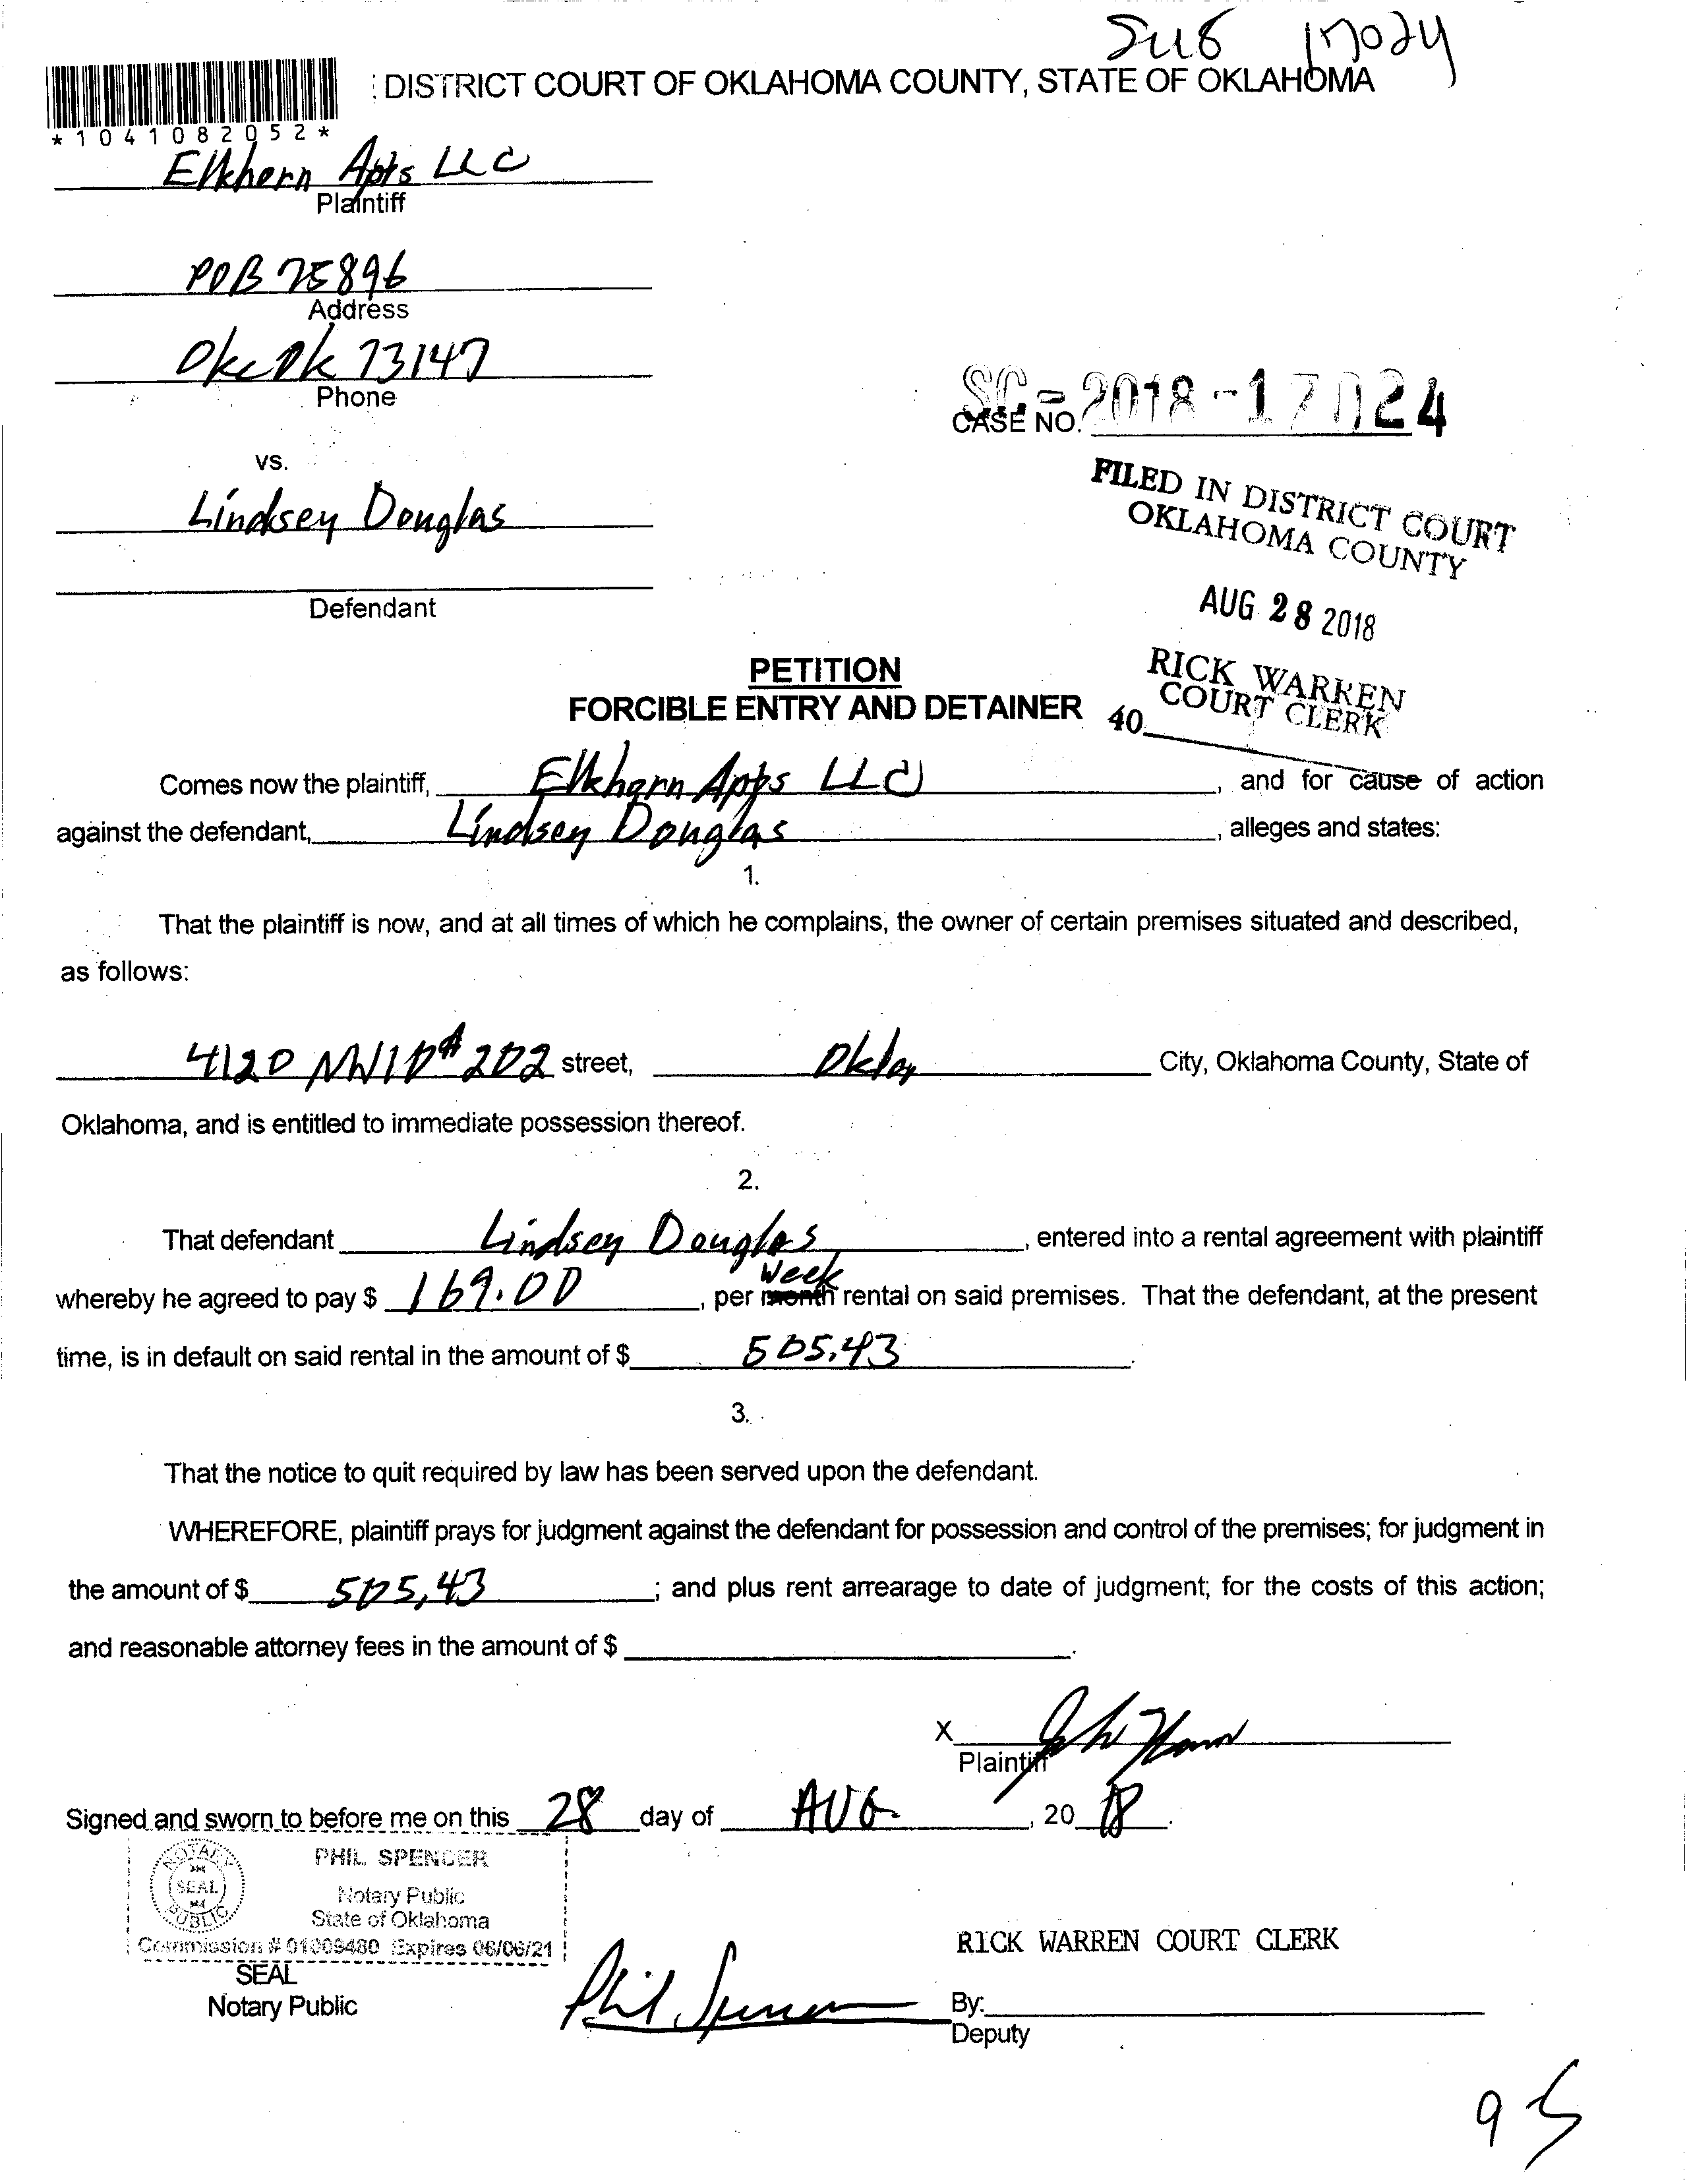 Sub 17024
: DISTRICT COURT OF OKLAHOMA COUNTY, STATE OF OKLAHOMA
*1041082052*
Elkhorn Apts LLC
Plaintiff
POB 75896
Address
Okc Ok 73147
Phone
SC-2018-17024
CASE NO.
vs.
Lindsey Douglas
Defendant
FILED IN DISTRICT COURT
OKLAHOMA COUNTY
AUG 28 2018
RICK WARREN
COURT CLERK
40
PETITION
FORCIBLE ENTRY AND DETAINER
Comes now the plaintiff, Elkhorn Apts LLC, and for cause of action
against the defendant, Lindsey Douglas, alleges and states:
1.
That the plaintiff is now, and at all times of which he complains, the owner of certain premises situated and described,
as follows:
4120 NW10 #202 street, Okla City, Oklahoma County, State of
Oklahoma, and is entitled to immediate possession thereof.
2.
That defendant Lindsey Douglas, entered into a rental agreement with plaintiff
Week
whereby he agreed to pay $ 169.00, per month rental on said premises. That the defendant, at the present
time, is in default on said rental in the amount of $ 505.43.
3.
That the notice to quit required by law has been served upon the defendant.
WHEREFORE, plaintiff prays for judgment against the defendant for possession and control of the premises; for judgment in
the amount of $ 505,43; and plus rent arrearage to date of judgment; for the costs of this action;
and reasonable attorney fees in the amount of $.
X
Plaintiff
Signed and sworn to before me on this 28 day of AUG., 20 18.
NOTARY PUBLIC
SEAL
PHIL SPENCER
Notary Public
State of Oklahoma
Commission # 01009480 Expires 06/06/21
SEAL
Notary Public
Phil Spencer
RICK WARREN COURT CLERK
By:
Deputy
95